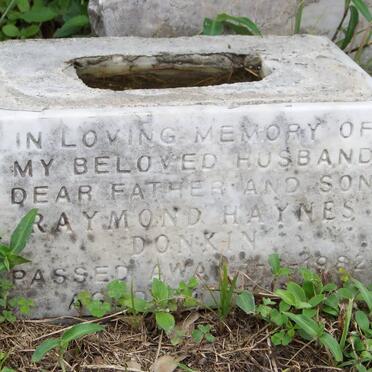 IN LOVING MEMORY OF
MY BELOVED HUSBAND
DEAR FATHER AND SON
RAYMOND HAYNES
DONKIN
PASSED AWAY